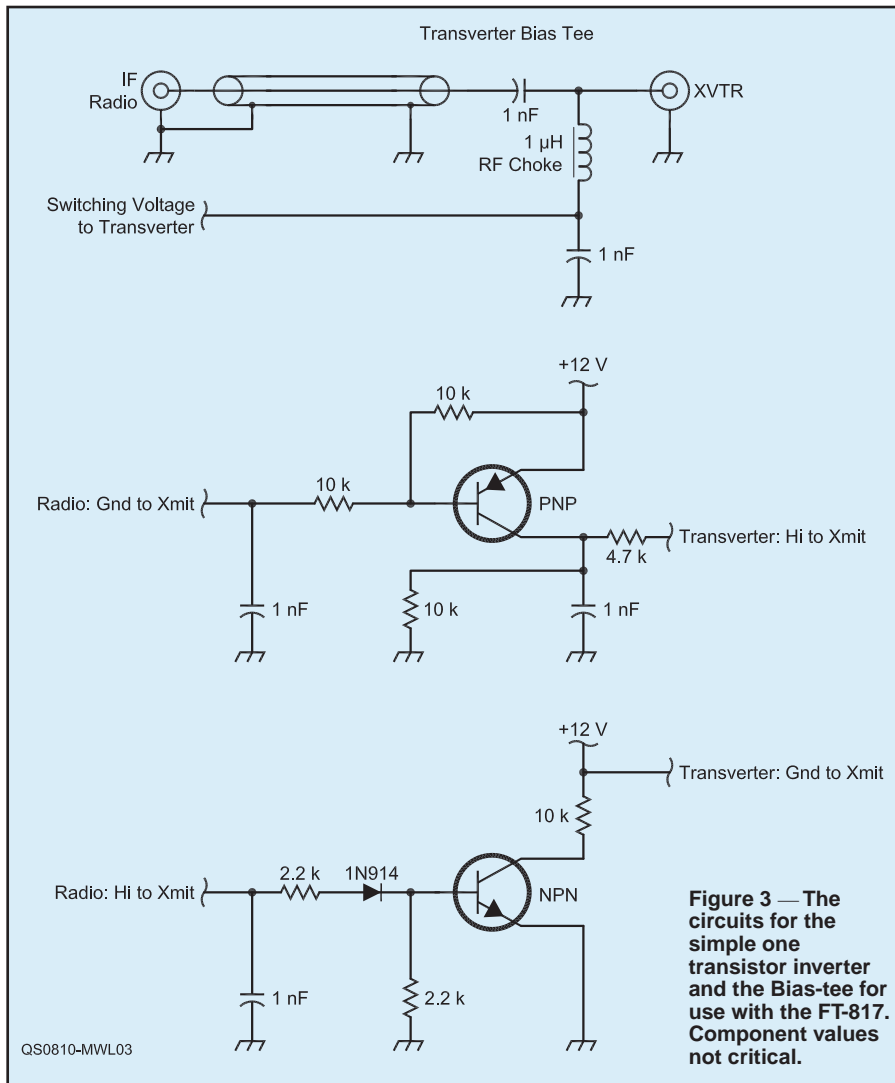 Transverter Bias Tee
IF
Radio
1 nF
XVTR
1 µH
RF Choke
Switching Voltage
to Transverter
1 nF
+12 V
10 k
Radio: Gnd to Xmit
10 k
PNP
Transverter: Hi to Xmit
4.7 k
1 nF
10 k
1 nF
+12 V
Transverter: Gnd to Xmit
10 k
Radio: Hi to Xmit
2.2 k
1N914
NPN
1 nF
2.2 k
Figure 3 — The
circuits for the
simple one
transistor inverter
and the Bias-tee for
use with the FT-817.
Component values
not critical.
QS0810-MWL03